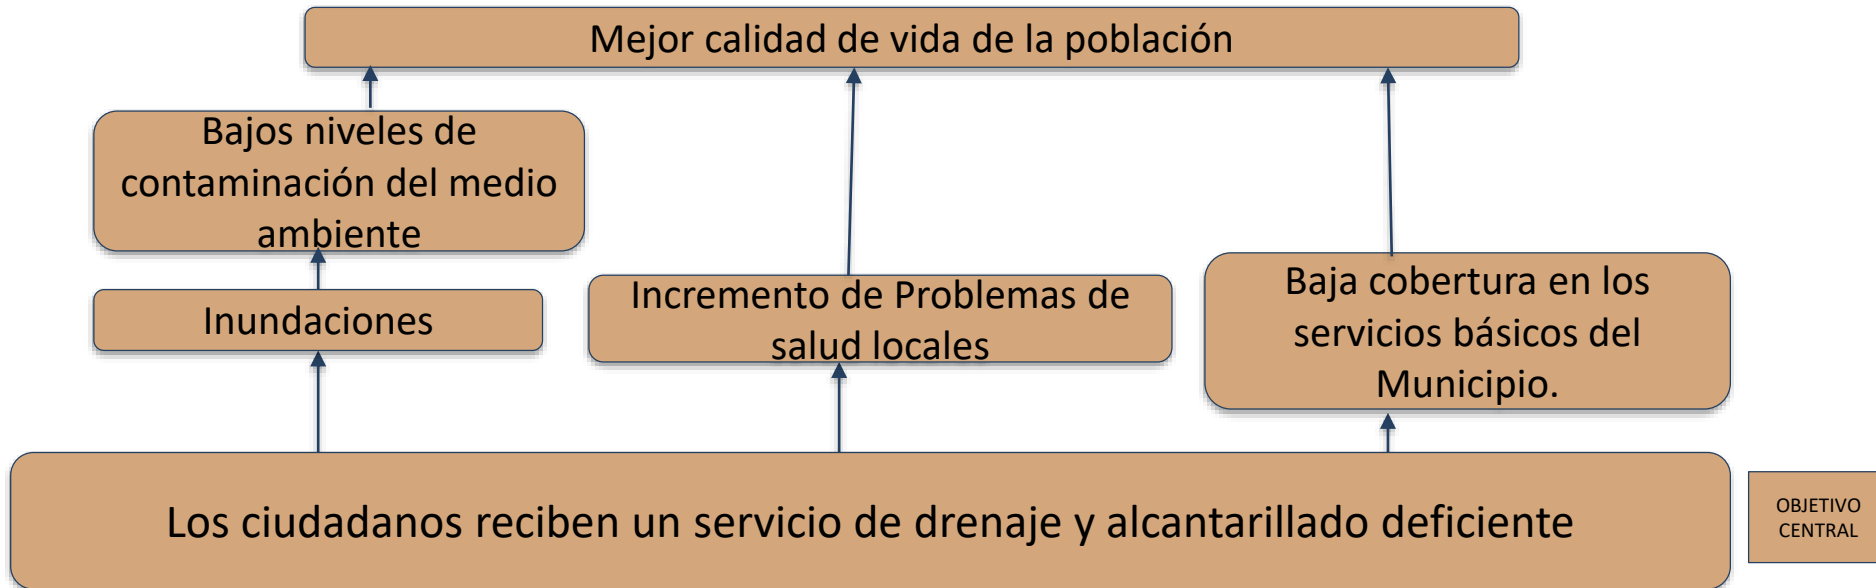 Mejor calidad de vida de la población
Bajos niveles de
contaminación del medio
ambiente
Inundaciones
Incremento de Problemas de
salud locales
Baja cobertura en los
servicios básicos del
Municipio.
Los ciudadanos reciben un servicio de drenaje y alcantarillado deficiente
OBJETIVO
CENTRAL